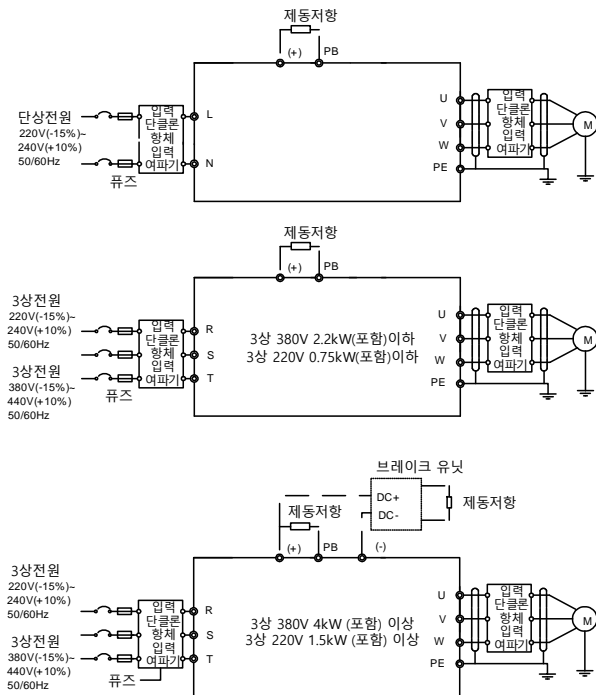 제동저항
(+) PB
단상전원
220V(-15%)~
240V(+10%)
50/60Hz
퓨즈
입력
단클론
항체
입력
여파기
L
N
U
V
W
PE
입력
단클론
항체
입력
여파기
M
제동저항
(+) PB
3상전원
220V(-15%)~
240V(+10%)
50/60Hz
3상전원
380V(-15%)~
440V(+10%)
50/60Hz
퓨즈
입력
단클론
항체
입력
여파기
R
S
T
3상 380V 2.2kW(포함)이하
3상 220V 0.75kW(포함)이하
U
V
W
PE
입력
단클론
항체
입력
여파기
M
브레이크 유닛
DC+
DC-
제동저항
제동저항
(+) PB (-)
3상전원
220V(-15%)~
240V(+10%)
50/60Hz
3상전원
380V(-15%)~
440V(+10%)
50/60Hz
퓨즈
입력
단클론
항체
입력
여파기
R
S
T
3상 380V 4kW (포함) 이상
3상 220V 1.5kW (포함) 이상
U
V
W
PE
입력
단클론
항체
입력
여파기
M